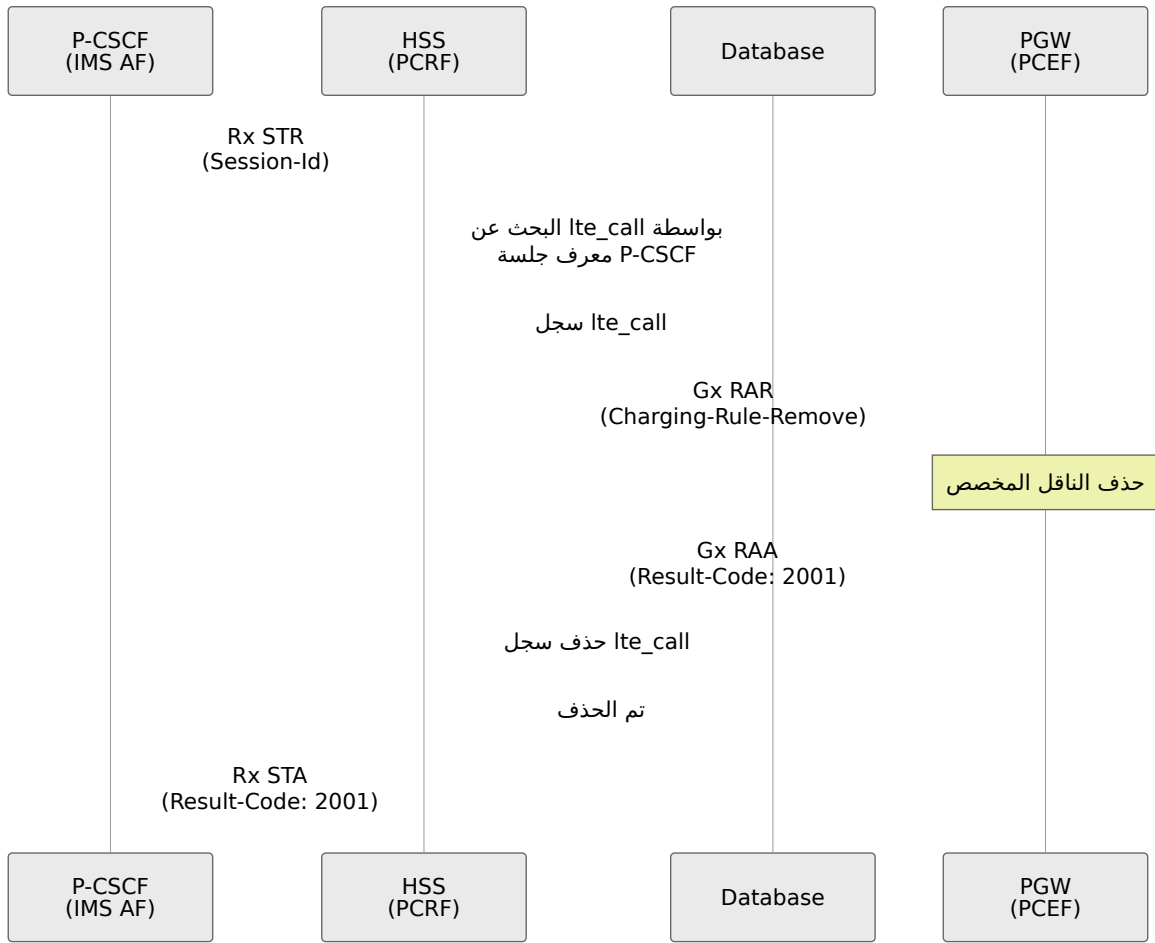 P-CSCF
(IMS AF)
HSS
(PCRF)
Database
PGW
(PCEF)
Rx STR
(Session-Id)
البحث عن lte_call بواسطة
معرف جلسة P-CSCF
سجل lte_call
Gx RAR
(Charging-Rule-Remove)
حذف الناقل المخصص
Gx RAA
(Result-Code: 2001)
حذف سجل lte_call
تم الحذف
Rx STA
(Result-Code: 2001)
P-CSCF
(IMS AF)
HSS
(PCRF)
Database
PGW
(PCEF)